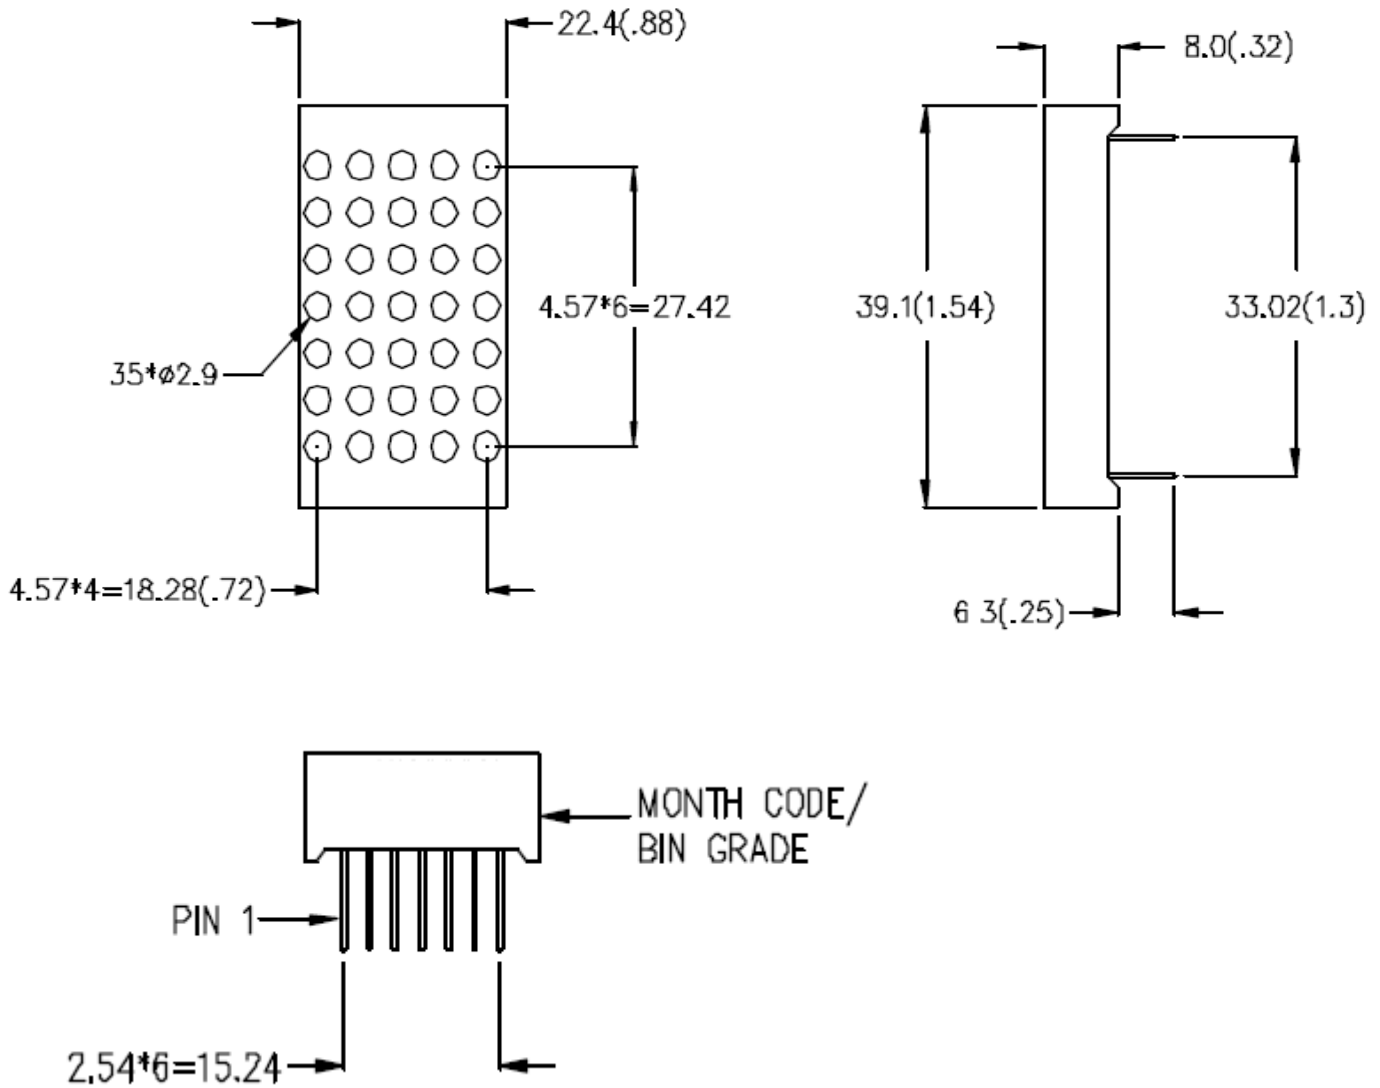 22.4(.88)
8.0(.32)
4.57*6=27.42
39.1(1.54)
33.02(1.3)
35*ø2.9
4.57*4=18.28(.72)
6 3(.25)
MONTH CODE/
BIN GRADE
PIN 1
2.54*6=15.24